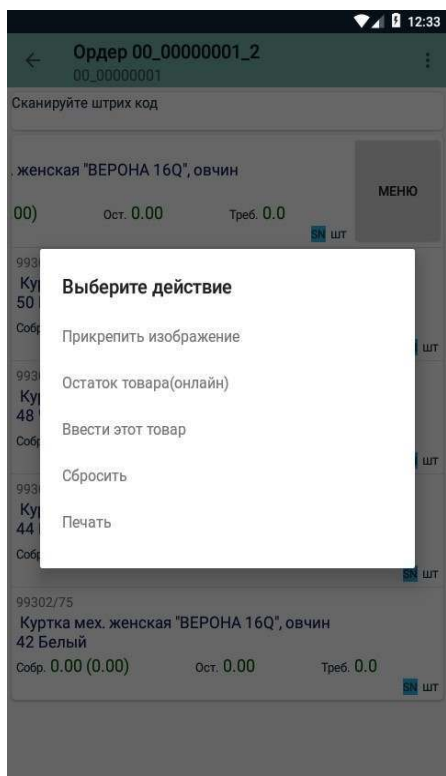 12:33
Ордер 00_00000001_2
00_00000001
Сканируйте штрих код
. женская "ВЕРОНА 16Q", овчин
МЕНЮ
00) Ост. 0.00 Треб. 0.0
SN шт
Выберите действие
Прикрепить изображение
Остаток товара(онлайн)
шт
Ввести этот товар
48
шт
Сбросить
44
Печать
SN шт
99302/75
Куртка мех. женская "ВЕРОНА 16Q", овчин
42 Белый
Собр. 0.00 (0.00) Ост. 0.00 Треб. 0.0
SN шт